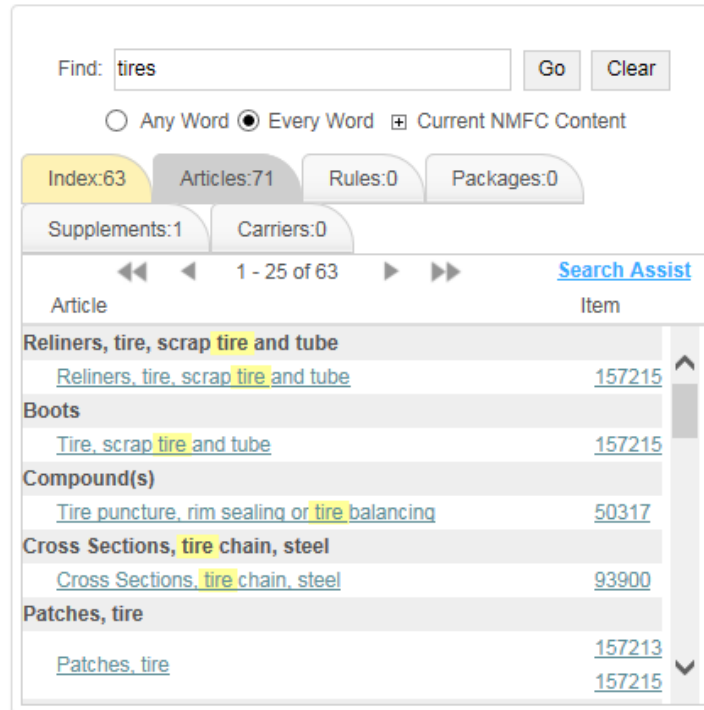 Find: tires Go Clear
Any Word Every Word Current NMFC Content
Index:63 Articles:71 Rules:0 Packages:0
Supplements:1 Carriers:0
1 - 25 of 63 Search Assist
Article Item
Reliners, tire, scrap tire and tube
Reliners, tire, scrap tire and tube 157215
Boots
Tire, scrap tire and tube 157215
Compound(s)
Tire puncture, rim sealing or tire balancing 50317
Cross Sections, tire chain, steel
Cross Sections, tire chain, steel 93900
Patches, tire
157213
Patches, tire
157215